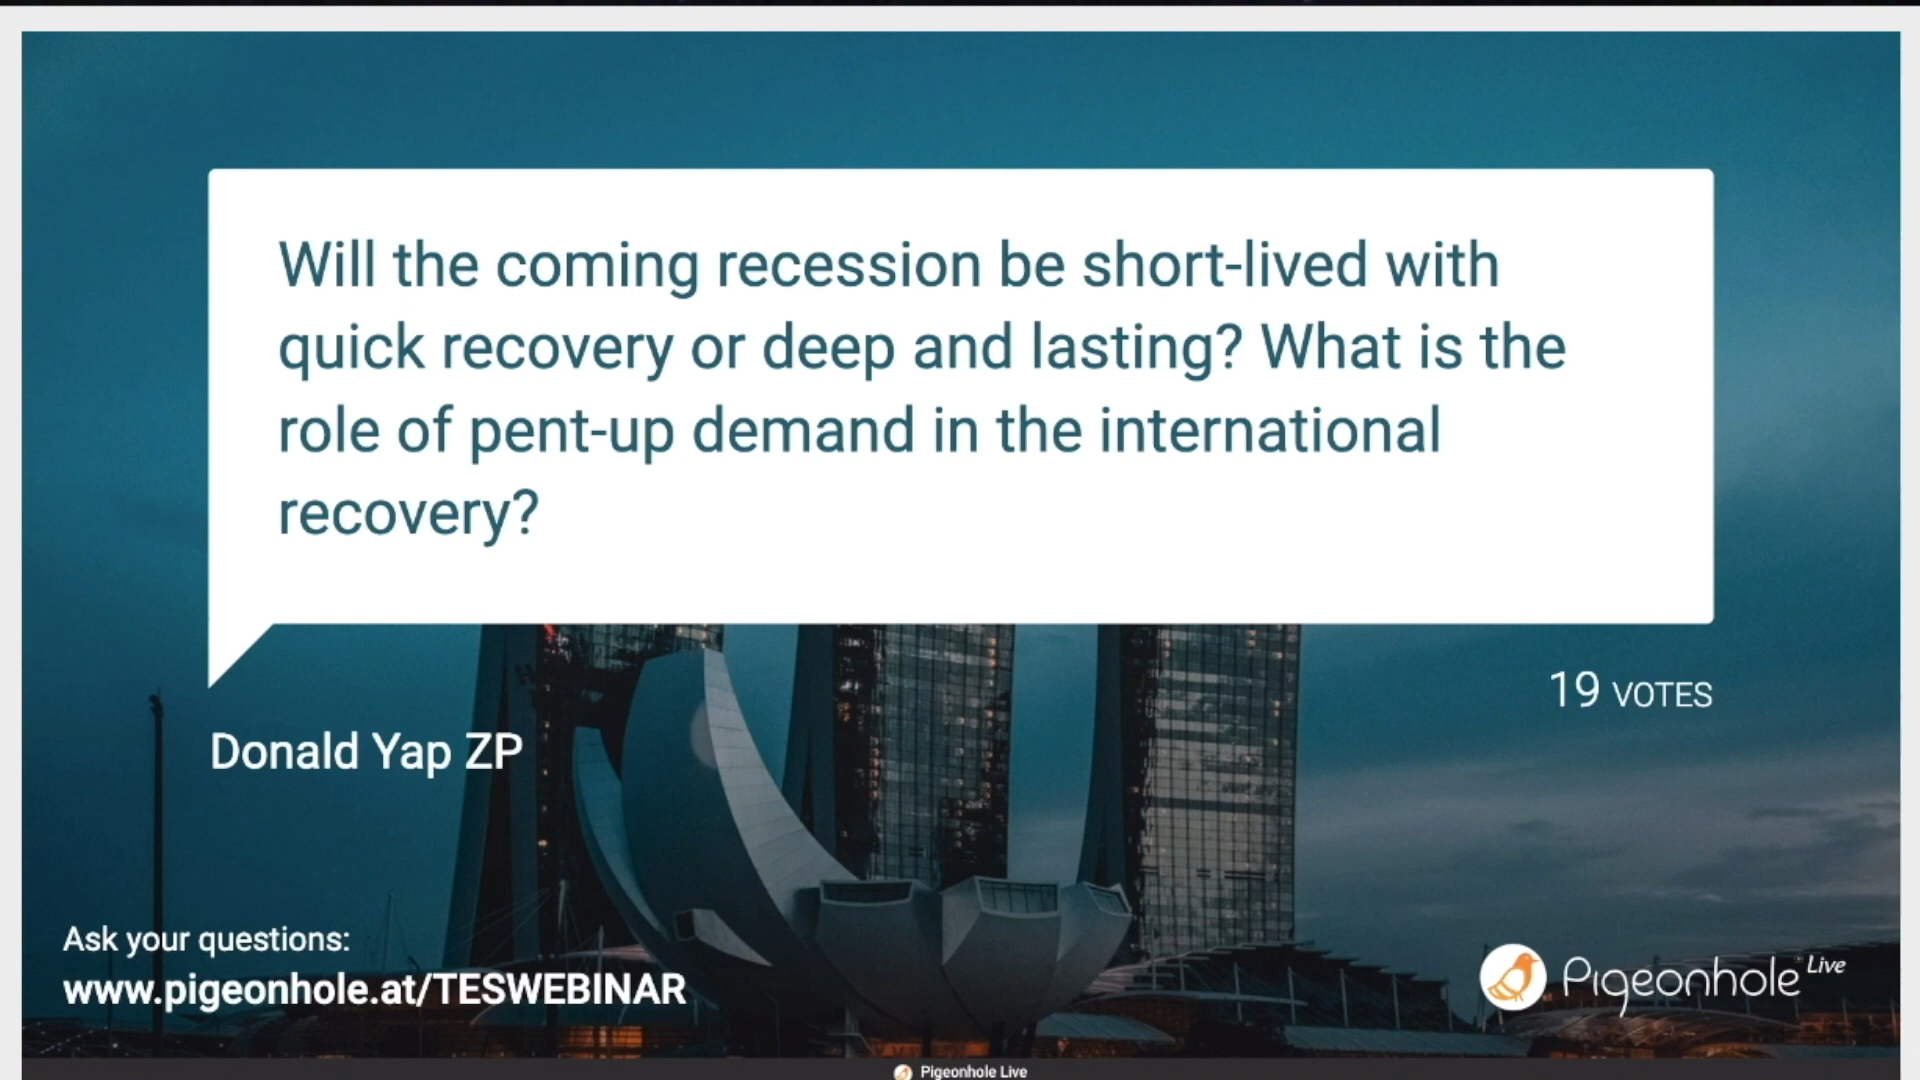 Will the coming recession be short-lived with
quick recovery or deep and lasting? What is the
role of pent-up demand in the international
recovery?
19 VOTES
Donald Yap ZP
Ask your questions:
www.pigeonhole.at/TESWEBINAR
Pigeonhole Live
Pigeonhole Live